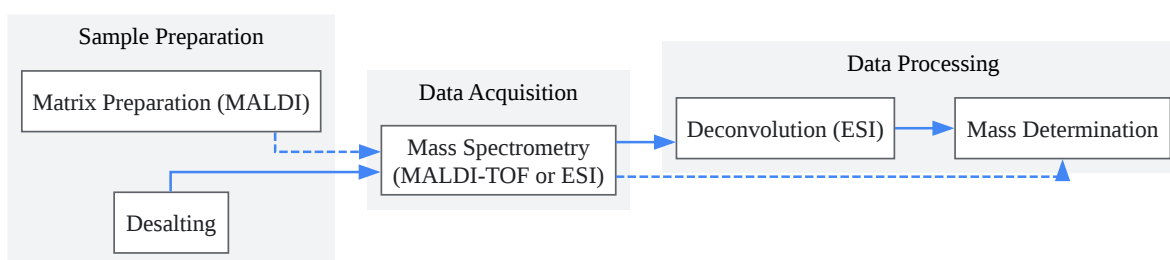 Sample Preparation
Matrix Preparation (MALDI)
Desalting
Data Acquisition
Mass Spectrometry
(MALDI-TOF or ESI)
Data Processing
Deconvolution (ESI)
Mass Determination